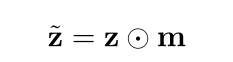 z̃ = z ⊙ m